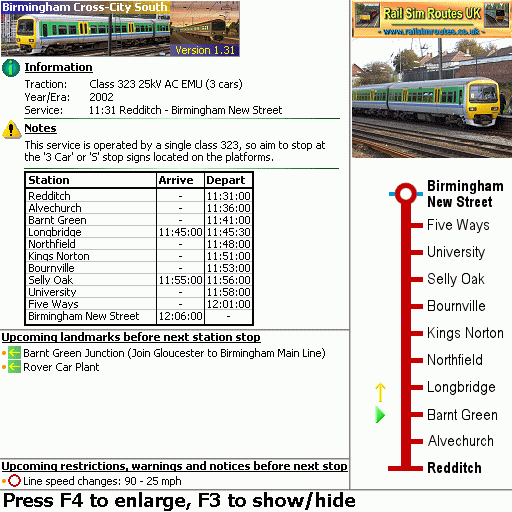 Birmingham Cross-City South
Version 1.31
Rail Sim Routes UK
- www.railsimroutes.co.uk -
Information
Traction: Class 323 25kV AC EMU (3 cars)
Year/Era: 2002
Service: 11:31 Redditch - Birmingham New Street
Notes
This service is operated by a single class 323, so aim to stop at
the '3 Car' or 'S' stop signs located on the platforms.
Station Arrive Depart
Redditch - 11:31:00
Alvechurch - 11:36:00
Barnt Green - 11:41:00
Longbridge 11:45:00 11:45:30
Northfield - 11:48:00
Kings Norton - 11:51:00
Bournville - 11:53:00
Selly Oak 11:55:00 11:56:00
University - 11:58:00
Five Ways - 12:01:00
Birmingham New Street 12:06:00 -
Upcoming landmarks before next station stop
Barnt Green Junction (Join Gloucester to Birmingham Main Line)
Rover Car Plant
Upcoming restrictions, warnings and notices before next stop
Line speed changes: 90 - 25 mph
Birmingham
New Street
Five Ways
University
Selly Oak
Bournville
Kings Norton
Northfield
Longbridge
Barnt Green
Alvechurch
Redditch
Press F4 to enlarge, F3 to show/hide